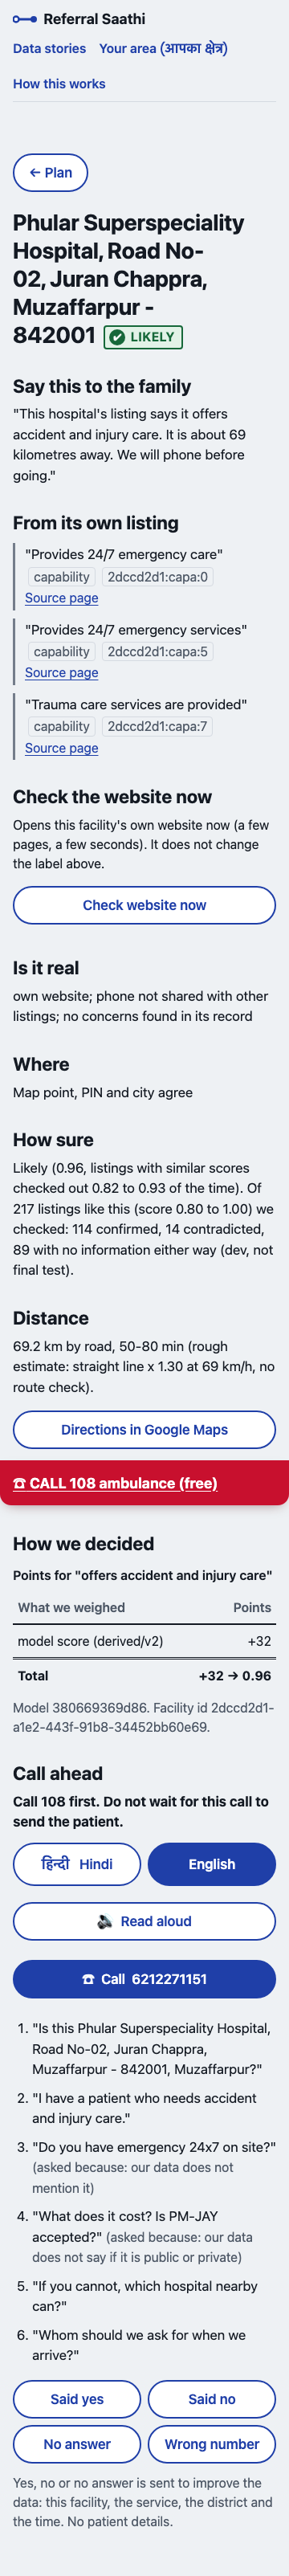 Referral Saathi
Data stories Your area (आपका क्षेत्र)
How this works
← Plan
Phular Superspeciality
Hospital, Road No-
02, Juran Chappra,
Muzaffarpur -
842001 ✔ LIKELY
Say this to the family
"This hospital's listing says it offers
accident and injury care. It is about 69
kilometres away. We will phone before
going."
From its own listing
"Provides 24/7 emergency care"
capability 2dccd2d1:capa:0
Source page
"Provides 24/7 emergency services"
capability 2dccd2d1:capa:5
Source page
"Trauma care services are provided"
capability 2dccd2d1:capa:7
Source page
Check the website now
Opens this facility's own website now (a few
pages, a few seconds). It does not change
the label above.
Check website now
Is it real
own website; phone not shared with other
listings; no concerns found in its record
Where
Map point, PIN and city agree
How sure
Likely (0.96, listings with similar scores
checked out 0.82 to 0.93 of the time). Of
217 listings like this (score 0.80 to 1.00) we
checked: 114 confirmed, 14 contradicted,
89 with no information either way (dev, not
final test).
Distance
69.2 km by road, 50-80 min (rough
estimate: straight line x 1.30 at 69 km/h, no
route check).
Directions in Google Maps
☎ CALL 108 ambulance (free)
How we decided
Points for "offers accident and injury care"
What we weighed Points
model score (derived/v2) +32
Total +32 → 0.96
Model 380669369d86. Facility id 2dccd2d1-
a1e2-443f-91b8-34452bb60e69.
Call ahead
Call 108 first. Do not wait for this call to
send the patient.
हिन्दी Hindi
English
🔈 Read aloud
☎ Call 6212271151
1. "Is this Phular Superspeciality Hospital,
Road No-02, Juran Chappra,
Muzaffarpur - 842001, Muzaffarpur?"
2. "I have a patient who needs accident
and injury care."
3. "Do you have emergency 24x7 on site?"
(asked because: our data does not
mention it)
4. "What does it cost? Is PM-JAY
accepted?" (asked because: our data
does not say if it is public or private)
5. "If you cannot, which hospital nearby
can?"
6. "Whom should we ask for when we
arrive?"
Said yes
Said no
No answer
Wrong number
Yes, no or no answer is sent to improve the
data: this facility, the service, the district and
the time. No patient details.